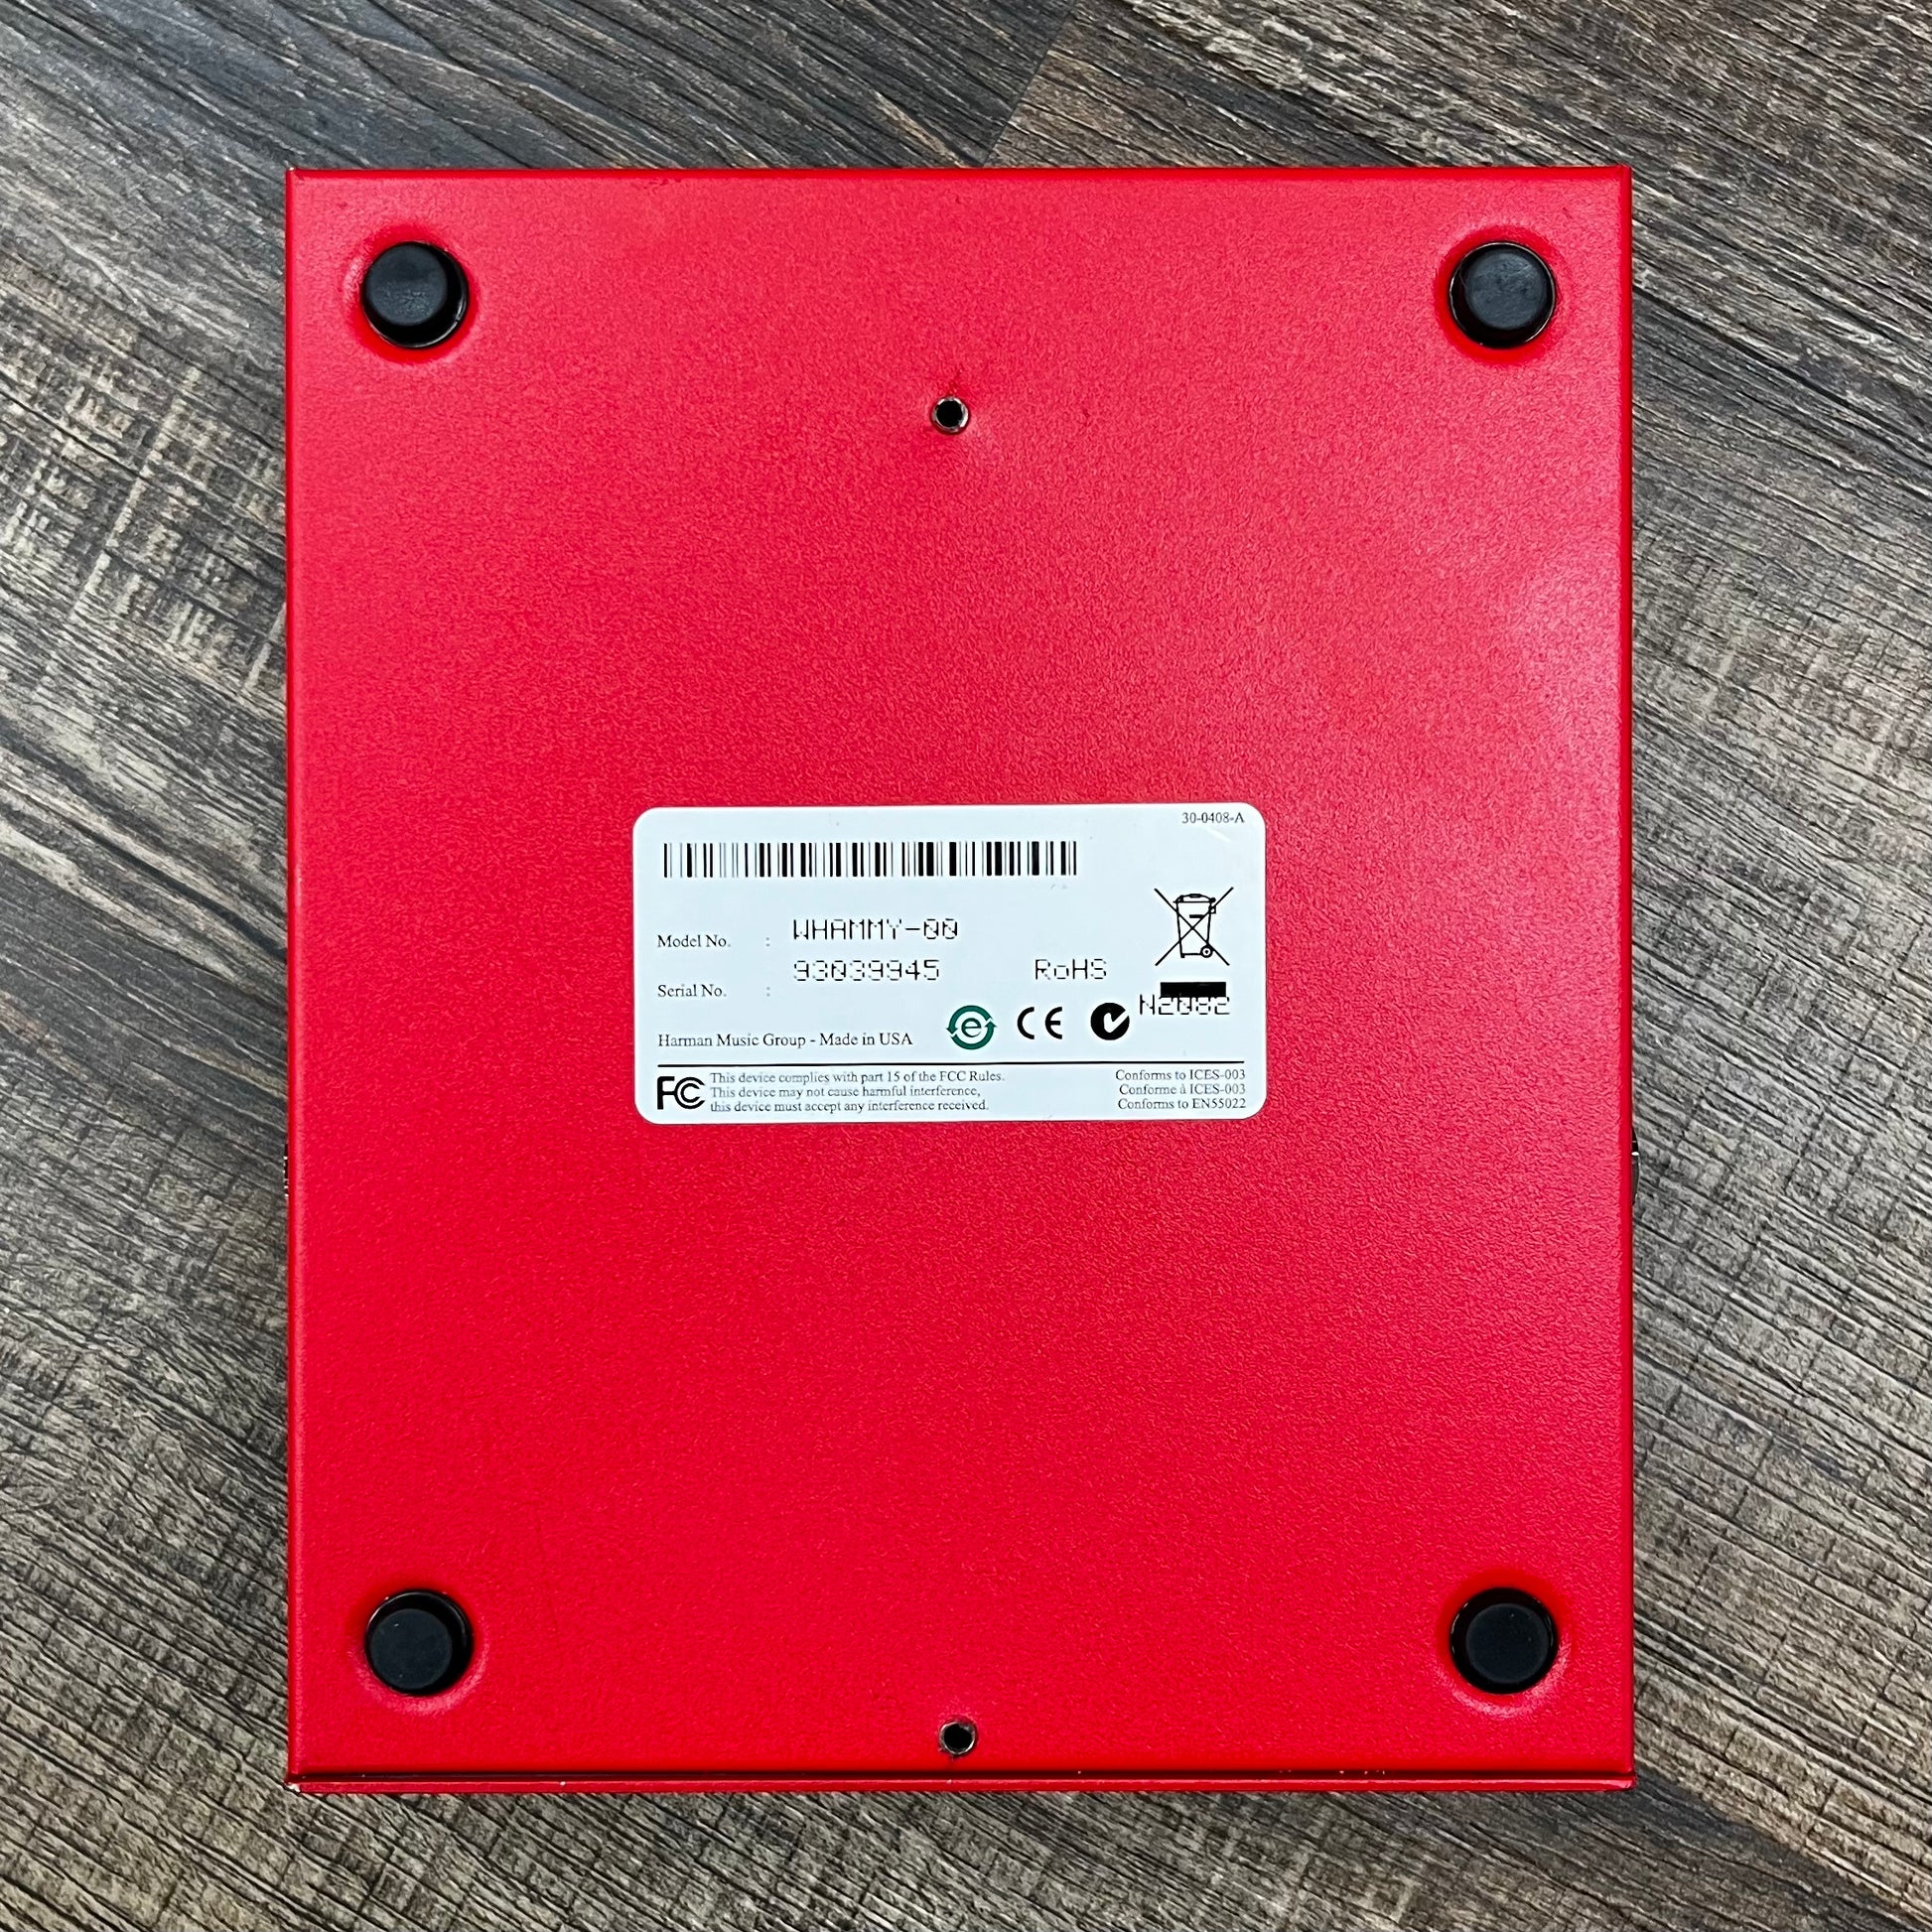 30-0408-A
Model No. : WHAMMY-00
Serial No. : 93039945 RoHS
N2082
Harman Music Group - Made in USA
e CE
FC This device complies with part 15 of the FCC Rules.
This device may not cause harmful interference,
this device must accept any interference received.
Conforms to ICES-003
Conforme à ICES-003
Conforms to EN55022